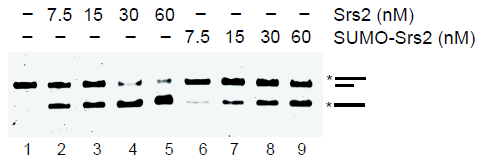 – 7.5 15 30 60 – – – – Srs2 (nM)
– – – – – 7.5 15 30 60 SUMO-Srs2 (nM)
*
*
1 2 3 4 5 6 7 8 9